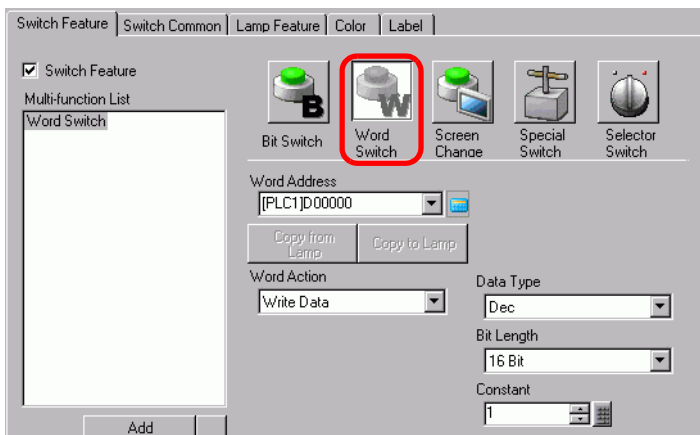 Switch Feature Switch Common Lamp Feature Color Label
Switch Feature
Multi-function List
Word Switch
B
Bit Switch
W
Word
Switch
Screen
Change
Special
Switch
Selector
Switch
Word Address
[PLC1]D00000
Copy from
Lamp
Copy to Lamp
Word Action
Write Data
Data Type
Dec
Bit Length
16 Bit
Constant
1
Add